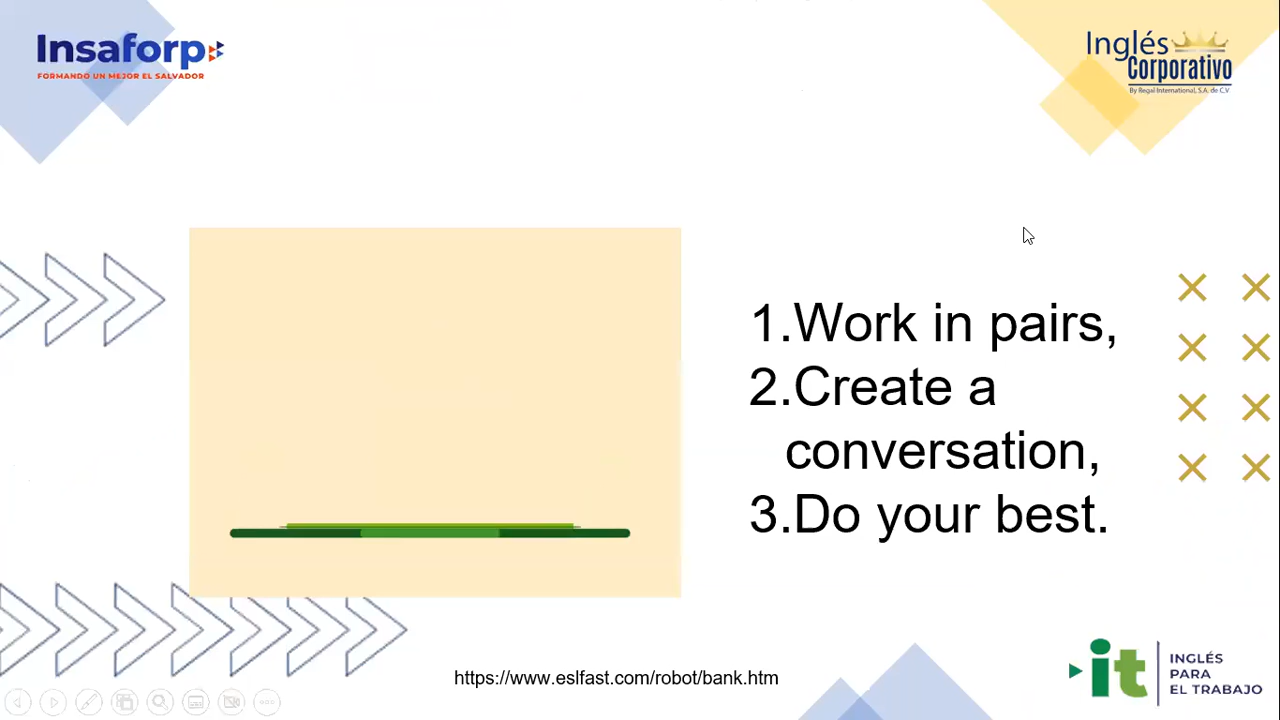 Insaforp
FORMANDO UN MEJOR EL SALVADOR
Inglés
Corporativo
By Regal International, S.A. de C.V
1.Work in pairs,
2.Create a
conversation,
3.Do your best.
https://www.eslfast.com/robot/bank.htm
it
INGLÉS
PARA
EL TRABAJO